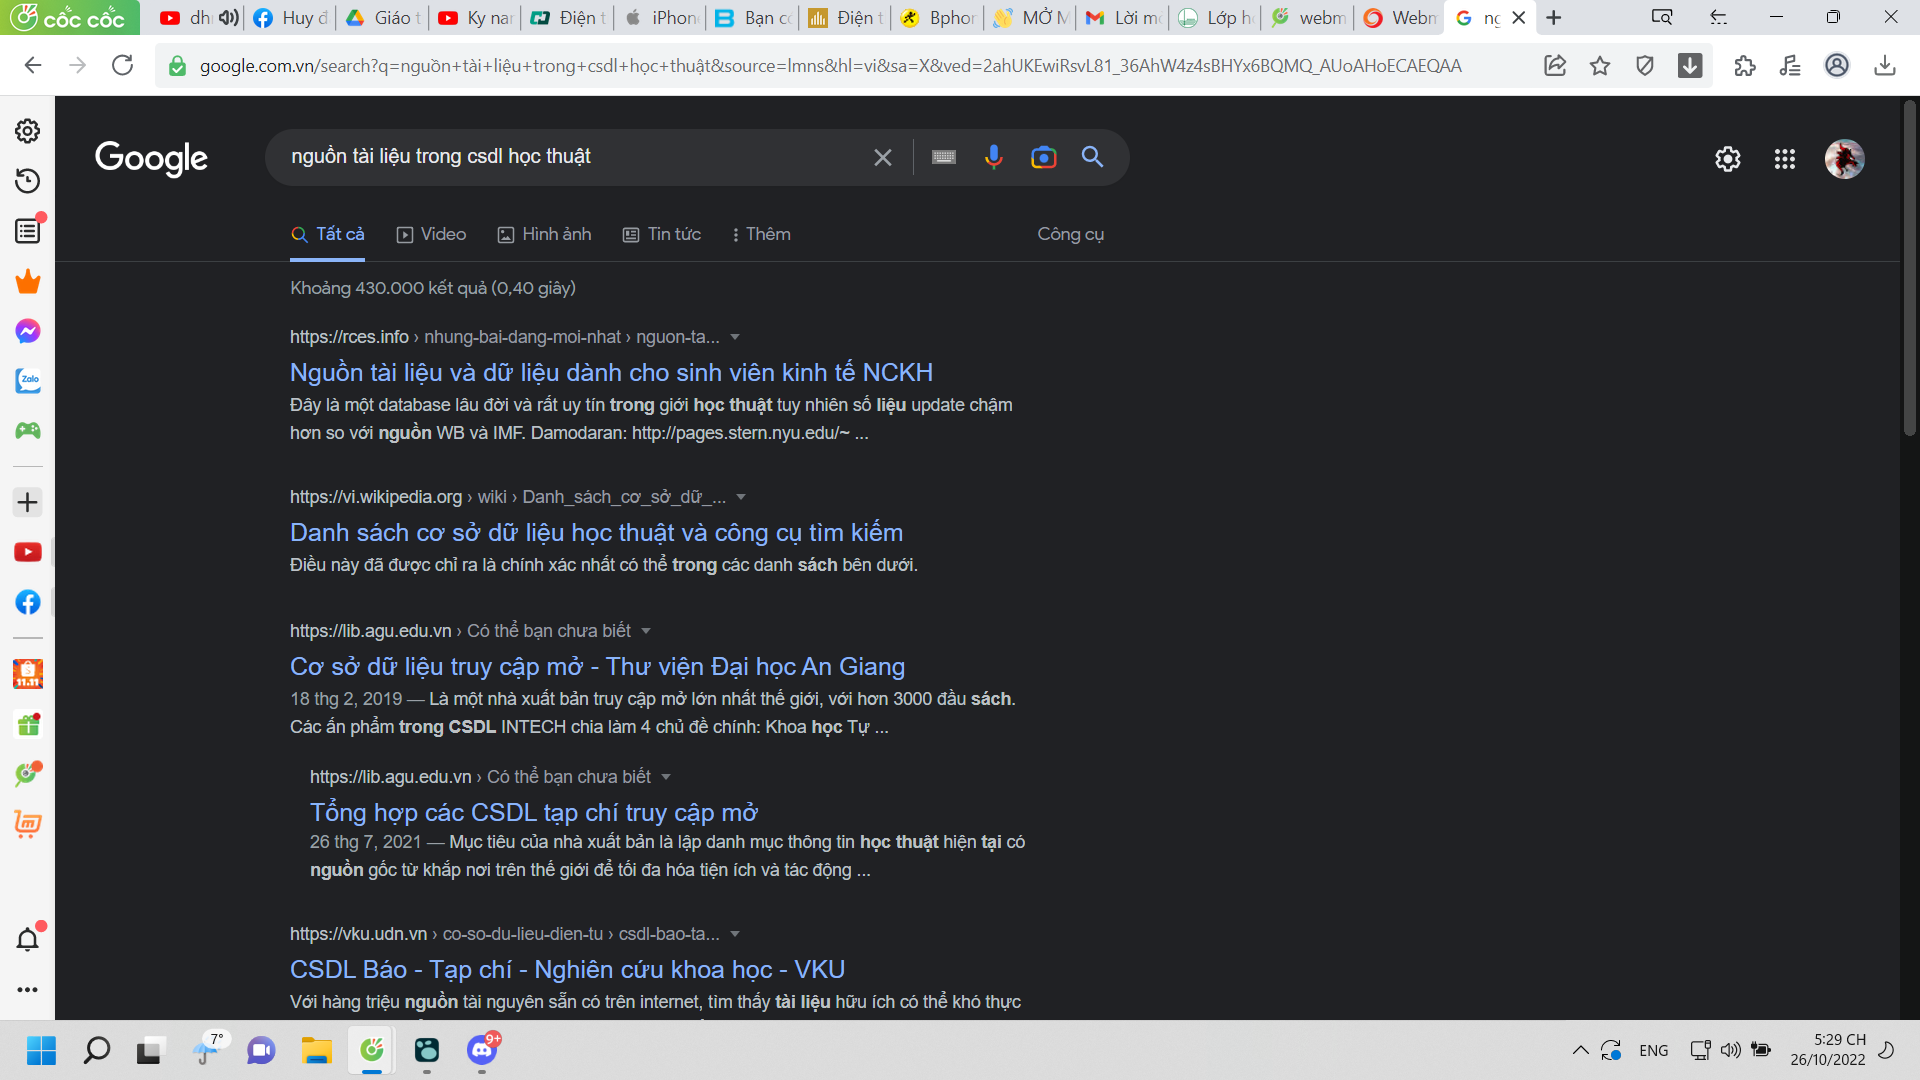 cốc cốc
dh
Huy đ
Giáo t
Ky nar
Điện t
iPhon
Bạn c
Điện t
Bphor
MỞ M
Lời m
Lớp h
webm
Webm
ng
google.com.vn/search?q=nguồn+tài+liệu+trong+csdl+học+thuật&source=lmns&hl=vi&sa=X&ved=2ahUKEwiRsvL81_36AhW4z4sBHYx6BQMQ_AUoAHoECAEQAA
Google
nguồn tài liệu trong csdl học thuật
Tất cả
Video
Hình ảnh
Tin tức
Thêm
Công cụ
Khoảng 430.000 kết quả (0,40 giây)
https://rces.info › nhung-bai-dang-moi-nhat › nguon-ta...
Nguồn tài liệu và dữ liệu dành cho sinh viên kinh tế NCKH
Đây là một database lâu đời và rất uy tín trong giới học thuật tuy nhiên số liệu update chậm
hơn so với nguồn WB và IMF. Damodaran: http://pages.stern.nyu.edu/~ ...
https://vi.wikipedia.org › wiki › Danh_sách_cơ_sở_dữ_...
Danh sách cơ sở dữ liệu học thuật và công cụ tìm kiếm
Điều này đã được chỉ ra là chính xác nhất có thể trong các danh sách bên dưới.
https://lib.agu.edu.vn › Có thể bạn chưa biết
Cơ sở dữ liệu truy cập mở - Thư viện Đại học An Giang
18 thg 2, 2019 — Là một nhà xuất bản truy cập mở lớn nhất thế giới, với hơn 3000 đầu sách.
Các ấn phẩm trong CSDL INTECH chia làm 4 chủ đề chính: Khoa học Tự ...
https://lib.agu.edu.vn › Có thể bạn chưa biết
Tổng hợp các CSDL tạp chí truy cập mở
26 thg 7, 2021 — Mục tiêu của nhà xuất bản là lập danh mục thông tin học thuật hiện tại có
nguồn gốc từ khắp nơi trên thế giới để tối đa hóa tiện ích và tác động ...
https://vku.udn.vn › co-so-du-lieu-dien-tu › csdl-bao-ta...
CSDL Báo - Tạp chí - Nghiên cứu khoa học - VKU
Với hàng triệu nguồn tài nguyên sẵn có trên internet, tìm thấy tài liệu hữu ích có thể khó thực
Zalo
11.11
7°
9+
ENG
5:29 CH
26/10/2022